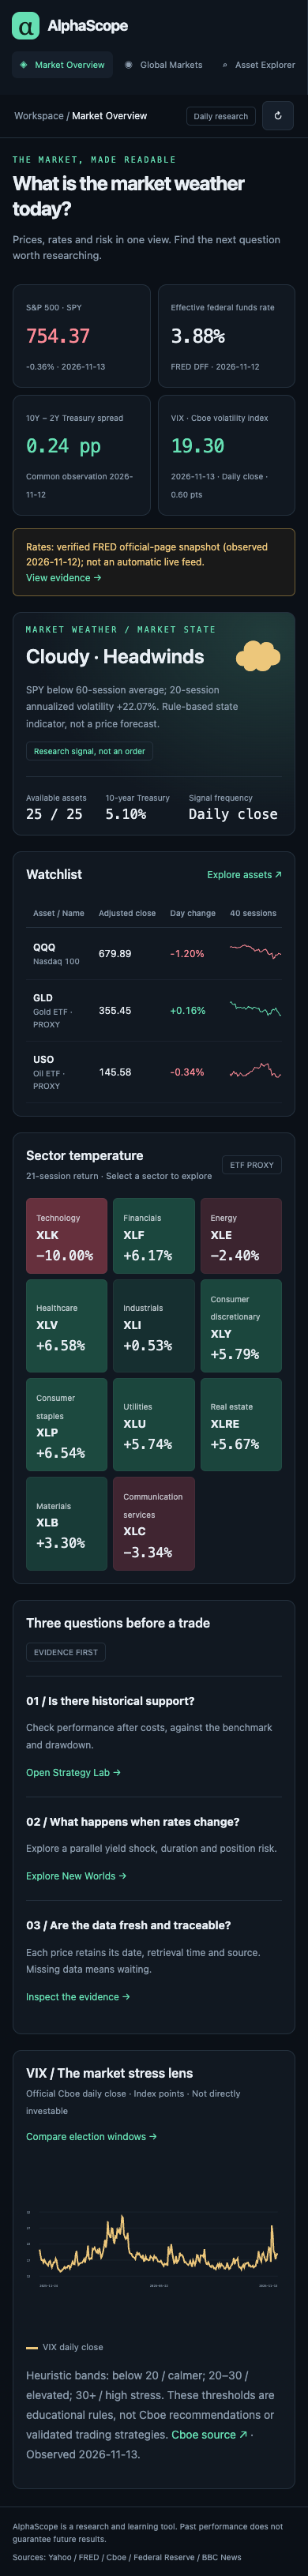 α AlphaScope
Market Overview Global Markets Asset Explorer
Workspace / Market Overview Daily research ↻
THE MARKET, MADE READABLE
What is the market weather
today?
Prices, rates and risk in one view. Find the next question
worth researching.
S&P 500 · SPY
754.37
-0.36% · 2026-11-13
Effective federal funds rate
3.88%
FRED DFF · 2026-11-12
10Y − 2Y Treasury spread
0.24 pp
Common observation 2026-
11-12
VIX · Cboe volatility index
19.30
2026-11-13 · Daily close ·
0.60 pts
Rates: verified FRED official-page snapshot (observed
2026-11-12); not an automatic live feed.
View evidence →
MARKET WEATHER / MARKET STATE
Cloudy · Headwinds
SPY below 60-session average; 20-session
annualized volatility +22.07%. Rule-based state
indicator, not a price forecast.
Research signal, not an order
Available assets
25 / 25
10-year Treasury
5.10%
Signal frequency
Daily close
Watchlist Explore assets ↗
Asset / Name Adjusted close Day change 40 sessions
QQQ
Nasdaq 100
679.89 -1.20%
GLD
Gold ETF ·
PROXY
355.45 +0.16%
USO
Oil ETF ·
PROXY
145.58 -0.34%
Sector temperature
21-session return · Select a sector to explore
ETF PROXY
Technology
XLK
−10.00%
Financials
XLF
+6.17%
Energy
XLE
−2.40%
Healthcare
XLV
+6.58%
Industrials
XLI
+0.53%
Consumer
discretionary
XLY
+5.79%
Consumer
staples
XLP
+6.54%
Utilities
XLU
+5.74%
Real estate
XLRE
+5.67%
Materials
XLB
+3.30%
Communication
services
XLC
−3.34%
Three questions before a trade
EVIDENCE FIRST
01 / Is there historical support?
Check performance after costs, against the benchmark
and drawdown.
Open Strategy Lab →
02 / What happens when rates change?
Explore a parallel yield shock, duration and position risk.
Explore New Worlds →
03 / Are the data fresh and traceable?
Each price retains its date, retrieval time and source.
Missing data means waiting.
Inspect the evidence →
VIX / The market stress lens
Official Cboe daily close · Index points · Not directly
investable
Compare election windows →
VIX daily close
Heuristic bands: below 20 / calmer; 20–30 /
elevated; 30+ / high stress. These thresholds are
educational rules, not Cboe recommendations or
validated trading strategies. Cboe source ↗ ·
Observed 2026-11-13.
AlphaScope is a research and learning tool. Past performance does not
guarantee future results.
Sources: Yahoo / FRED / Cboe / Federal Reserve / BBC News